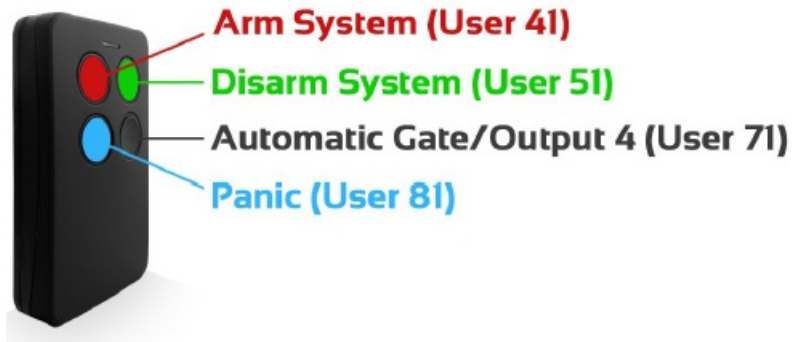 Arm System (User 41)
Disarm System (User 51)
Automatic Gate/Output 4 (User 71)
Panic (User 81)